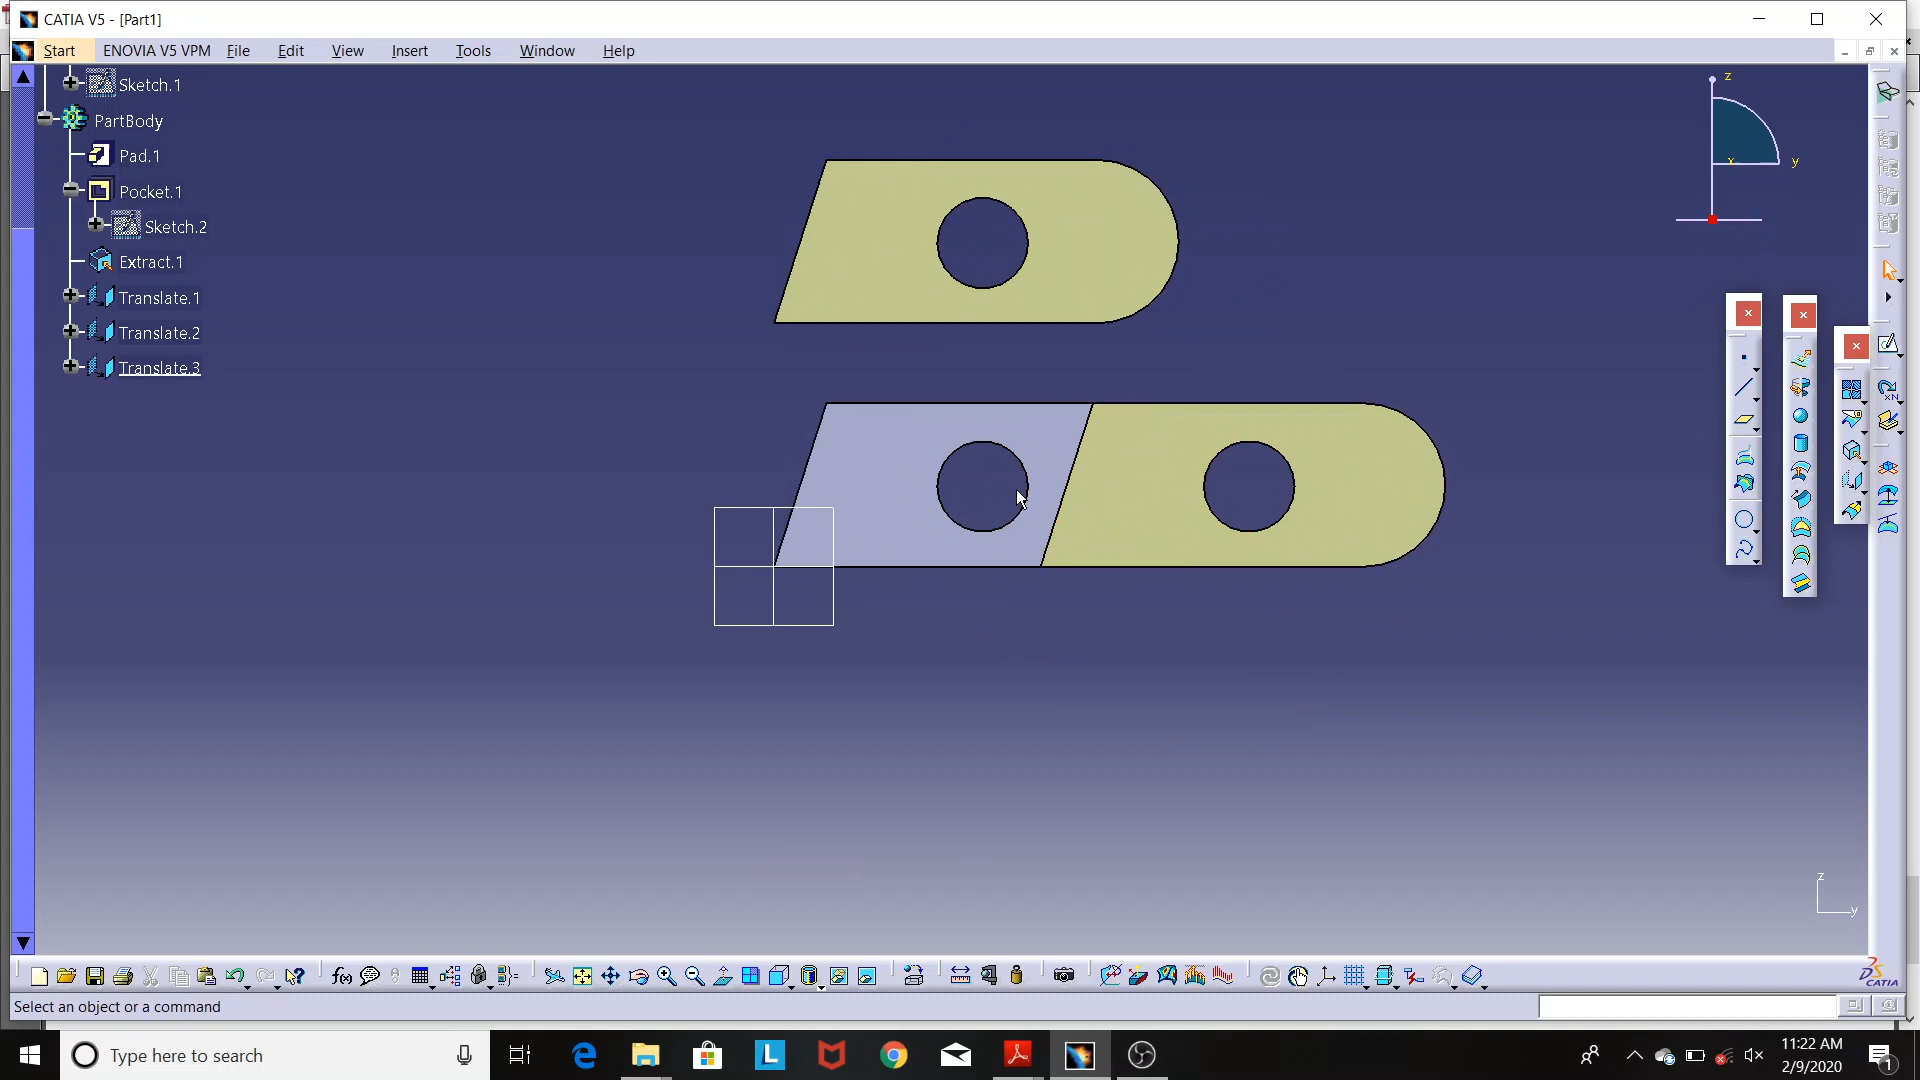 CATIA V5 - [Part1]
Start ENOVIA V5 VPM File Edit View Insert Tools Window Help
Sketch.1
PartBody
Pad.1
Pocket.1
Sketch.2
Extract.1
Translate.1
Translate.2
Translate.3
z
x y
z
y
CATIA
Select an object or a command
Type here to search
L
11:22 AM
2/9/2020
1